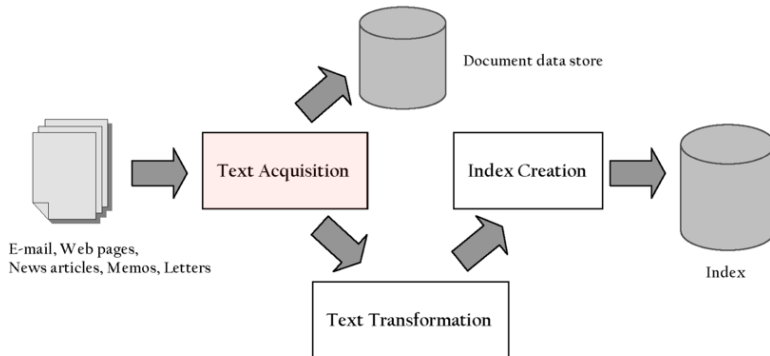 Document data store
Text Acquisition
Index Creation
E-mail, Web pages,
News articles, Memos, Letters
Index
Text Transformation